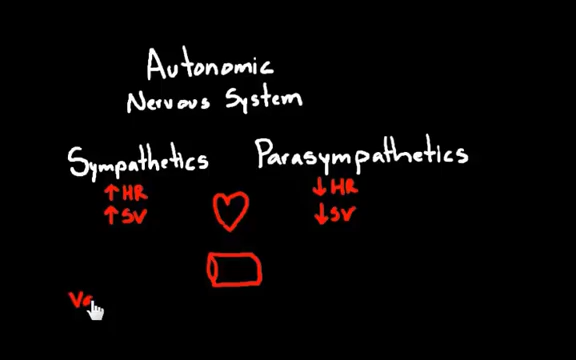 Autonomic
Nervous System
Sympathetics Parasympathetics
↑ HR ↓ HR
↑ SV ↓ SV